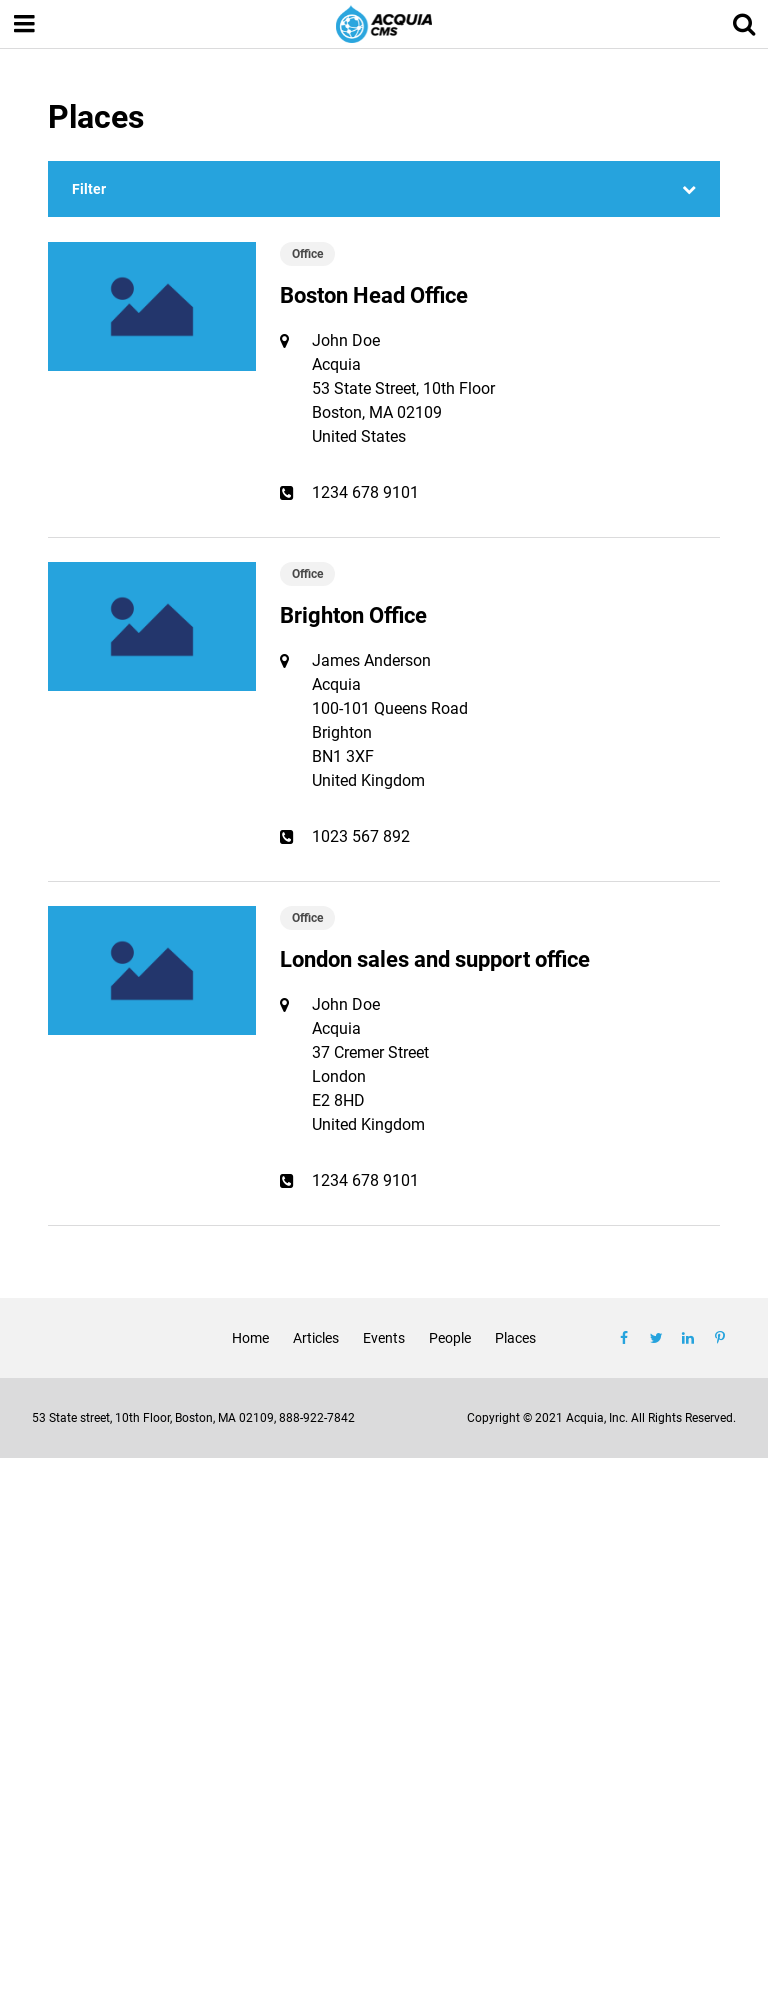 ACQUIA
CMS
Places
Filter
Office
Boston Head Office
John Doe
Acquia
53 State Street, 10th Floor
Boston, MA 02109
United States
1234 678 9101
Office
Brighton Office
James Anderson
Acquia
100-101 Queens Road
Brighton
BN1 3XF
United Kingdom
1023 567 892
Office
London sales and support office
John Doe
Acquia
37 Cremer Street
London
E2 8HD
United Kingdom
1234 678 9101
Home Articles Events People Places
53 State street, 10th Floor, Boston, MA 02109, 888-922-7842 Copyright © 2021 Acquia, Inc. All Rights Reserved.